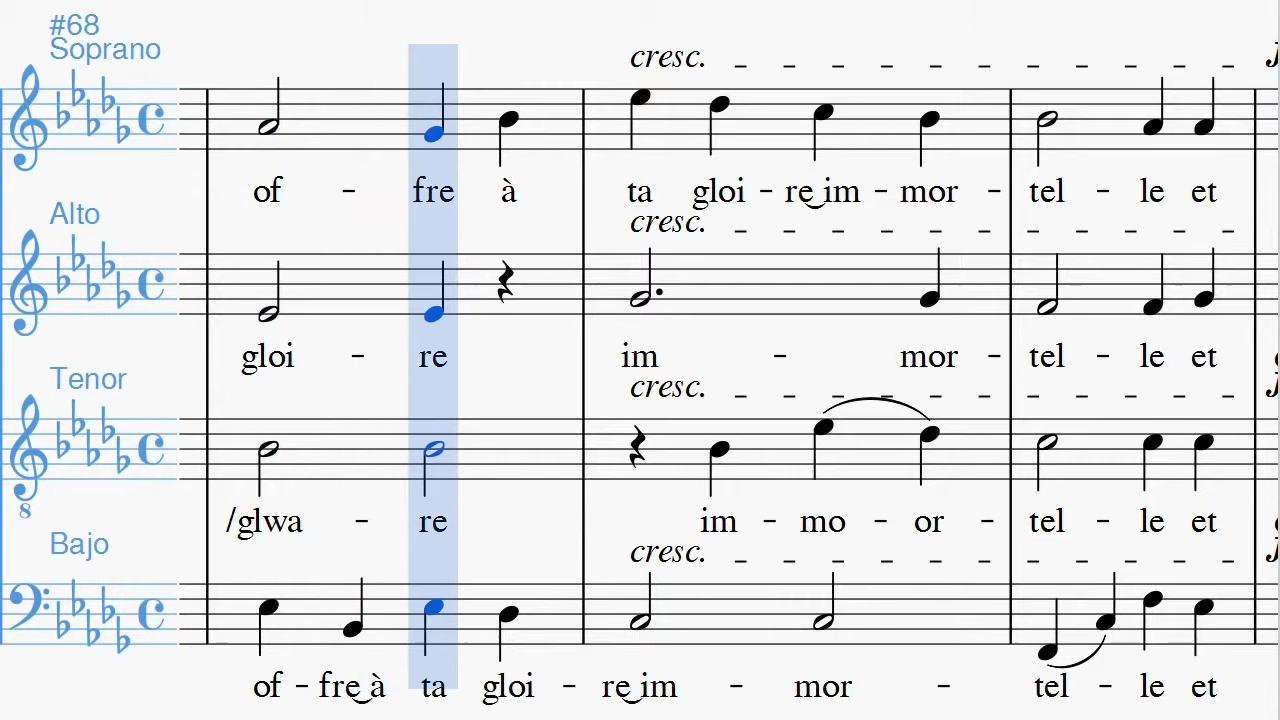 #68
Soprano
cresc.
of - fre à ta gloi - re‿im - mor - tel - le et
Alto
cresc.
gloi - re im - mor - tel - le et
Tenor
cresc.
8
/glwa - re im - mo - or - tel - le et
Bajo
cresc.
of - fre‿à ta gloi - re‿im - mor - tel - le et